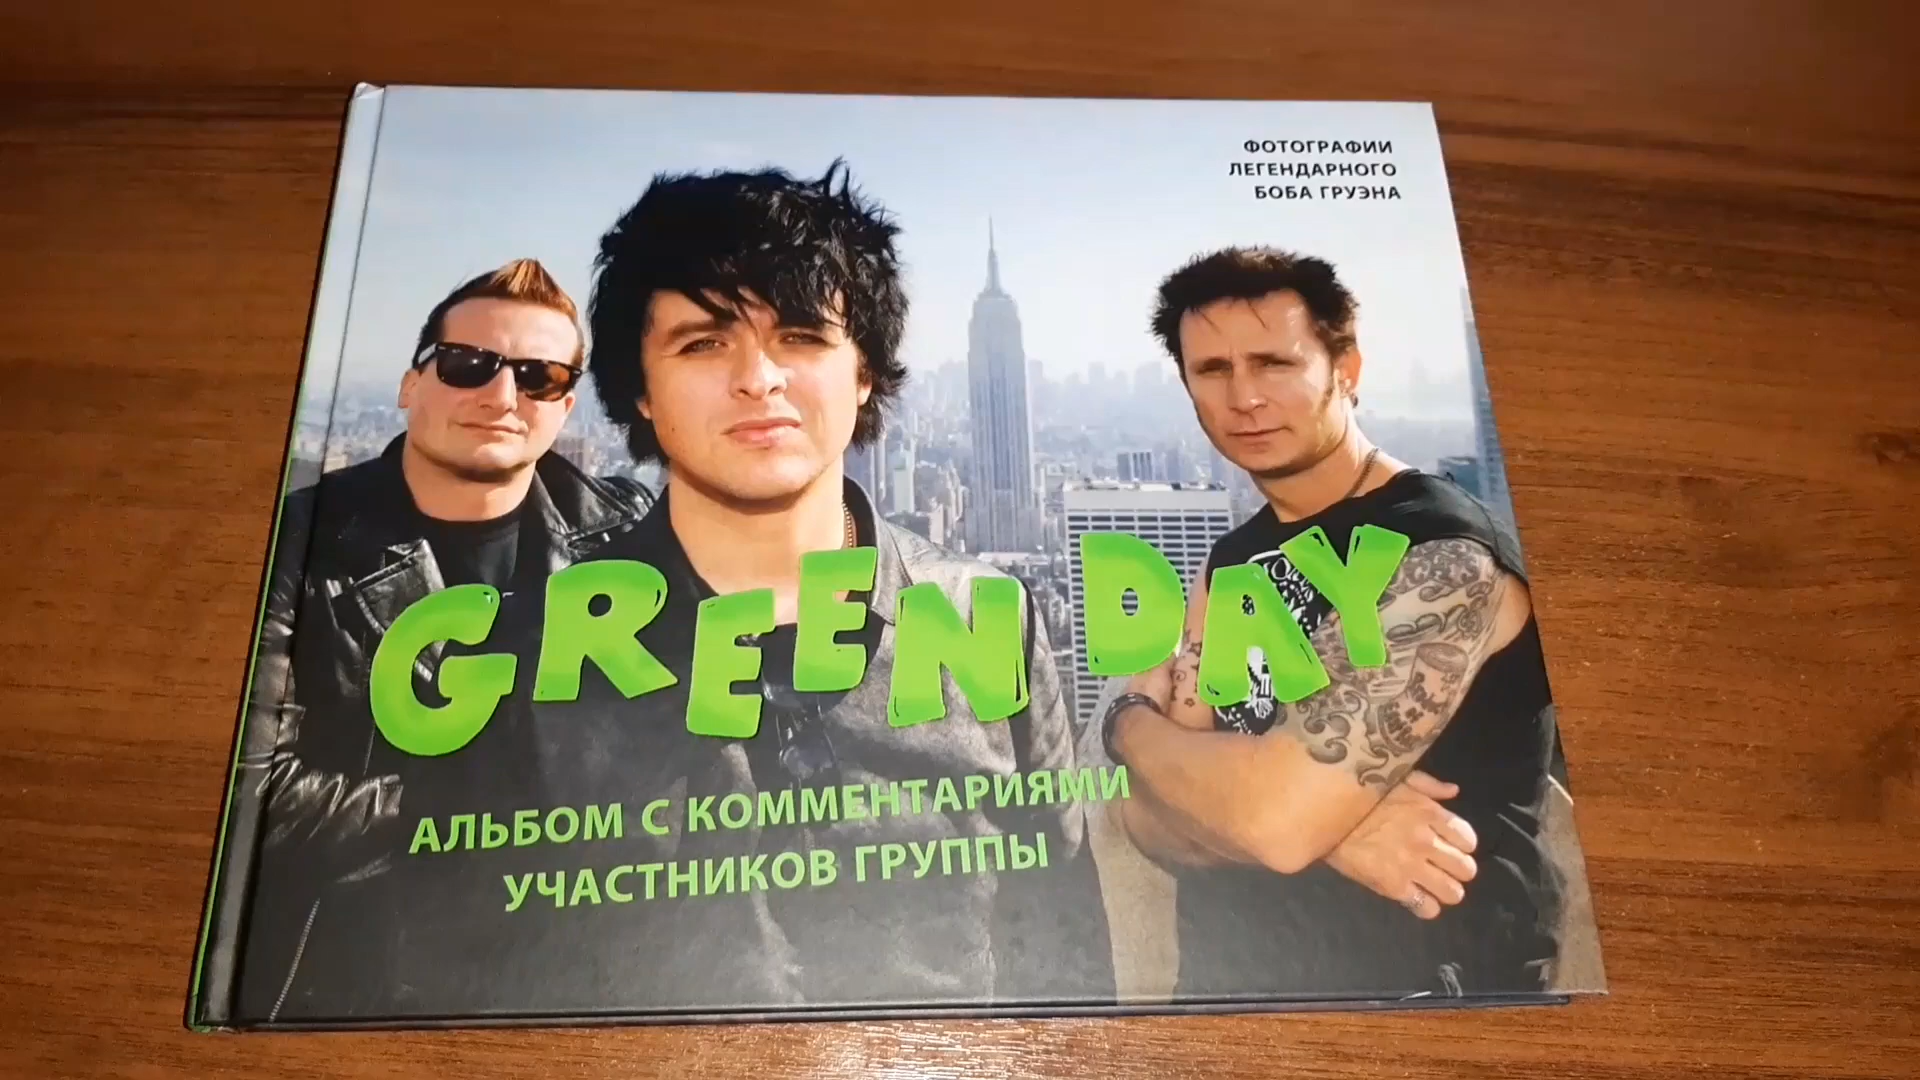 ФОТОГРАФИИ
ЛЕГЕНДАРНОГО
БОБА ГРУЭНА
GREEN DAY
АЛЬБОМ С КОММЕНТАРИЯМИ
УЧАСТНИКОВ ГРУППЫ